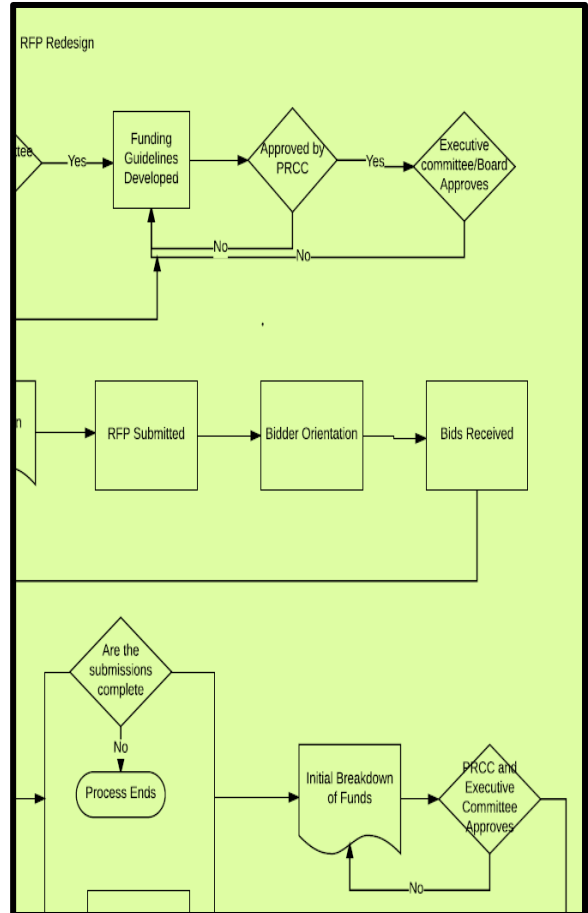 RFP Redesign
ttee
Yes
Funding
Guidelines
Developed
Approved by
PRCC
Yes
Executive
committee/Board
Approves
No
No
n
RFP Submitted
Bidder Orientation
Bids Received
Are the
submissions
complete
No
Process Ends
Initial Breakdown
of Funds
PRCC and
Executive
Committee
Approves
No